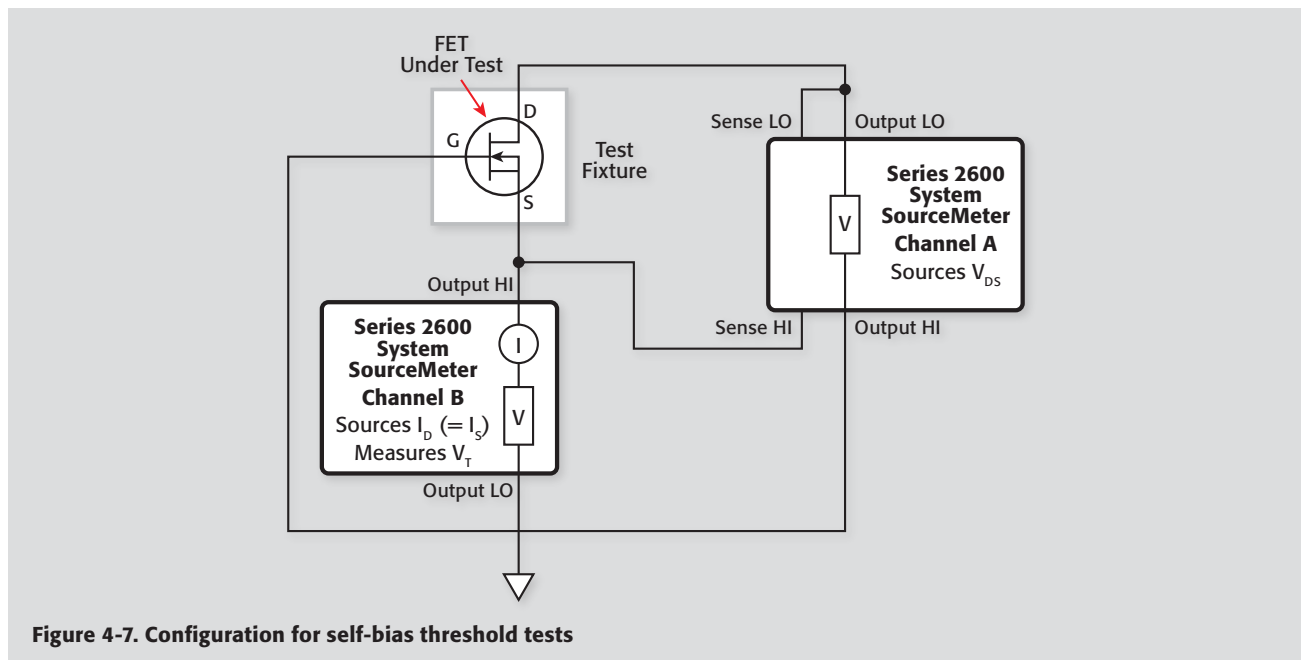 FET
Under Test
D
G
S
Test
Fixture
Sense LO
Output LO
Series 2600
System
SourceMeter
Channel A
Sources V_DS
V
Sense HI
Output HI
Output HI
Series 2600
System
SourceMeter
Channel B
Sources I_D (= I_S)
Measures V_T
I
V
Output LO
Figure 4-7. Configuration for self-bias threshold tests